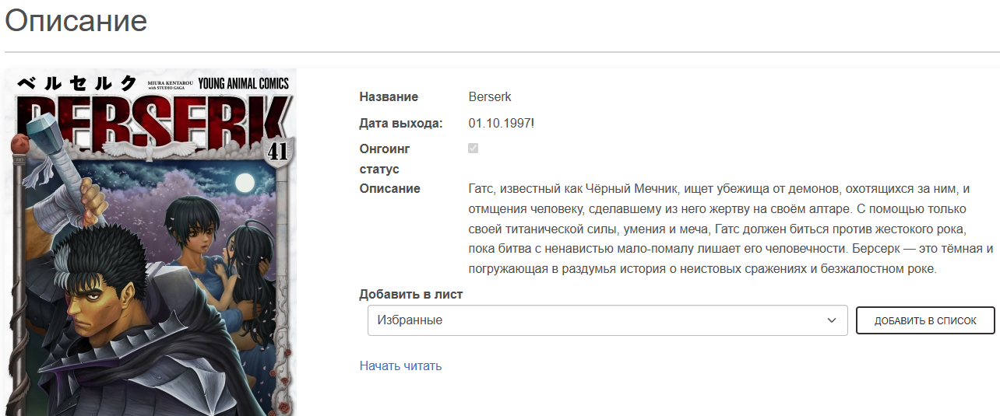 Описание
ベルセルク
MIURA KENTAROU
with STUDIO GAGA
YOUNG ANIMAL COMICS
BERSERK
41
Название
Berserk
Дата выхода:
01.10.1997!
Онгоинг
статус
Описание
Гатс, известный как Чёрный Мечник, ищет убежища от демонов, охотящихся за ним, и
отмщения человеку, сделавшему из него жертву на своём алтаре. С помощью только
своей титанической силы, умения и меча, Гатс должен биться против жестокого рока,
пока битва с ненавистью мало-помалу лишает его человечности. Берсерк — это тёмная и
погружающая в раздумья история о неистовых сражениях и безжалостном роке.
Добавить в лист
Избранные
ДОБАВИТЬ В СПИСОК
Начать читать